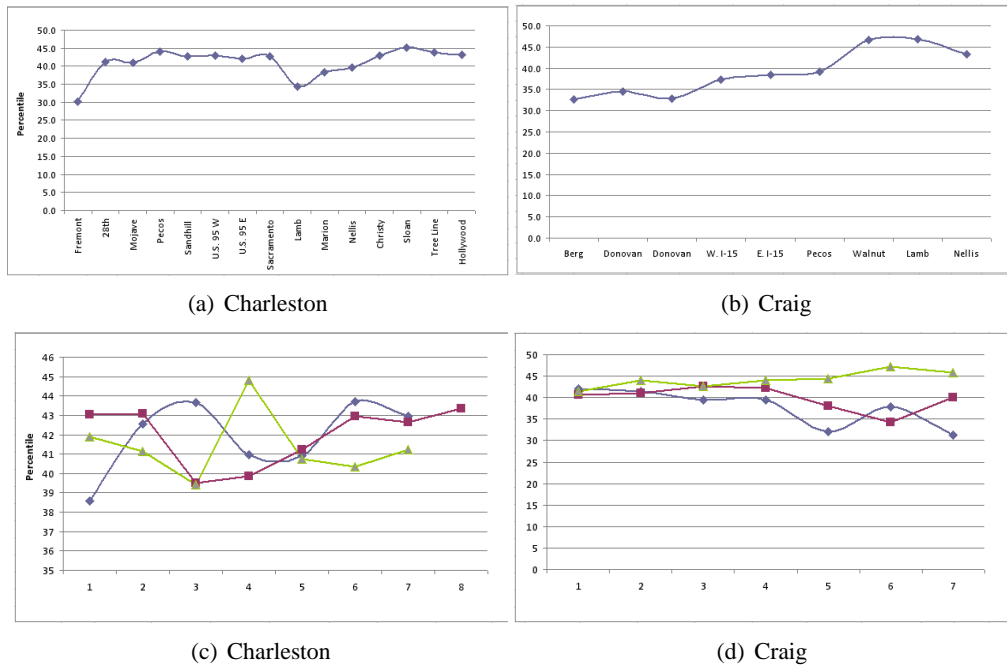 50.0
45.0
40.0
35.0
30.0
25.0
20.0
15.0
10.0
5.0
0.0
Percentile
Fremont
28th
Mojave
Pecos
Sandhill
U.S. 95 W
U.S. 95 E
Sacramento
Lamb
Marion
Nellis
Christy
Sloan
Tree Line
Hollywood
(a) Charleston
50.0
45.0
40.0
35.0
30.0
25.0
20.0
15.0
10.0
5.0
0.0
Berg Donovan Donovan W. I-15 E. I-15 Pecos Walnut Lamb Nellis
(b) Craig
46
45
44
43
42
41
40
39
38
37
36
35
Percentile
1 2 3 4 5 6 7 8
(c) Charleston
50
45
40
35
30
25
20
15
10
5
0
1 2 3 4 5 6 7
(d) Craig